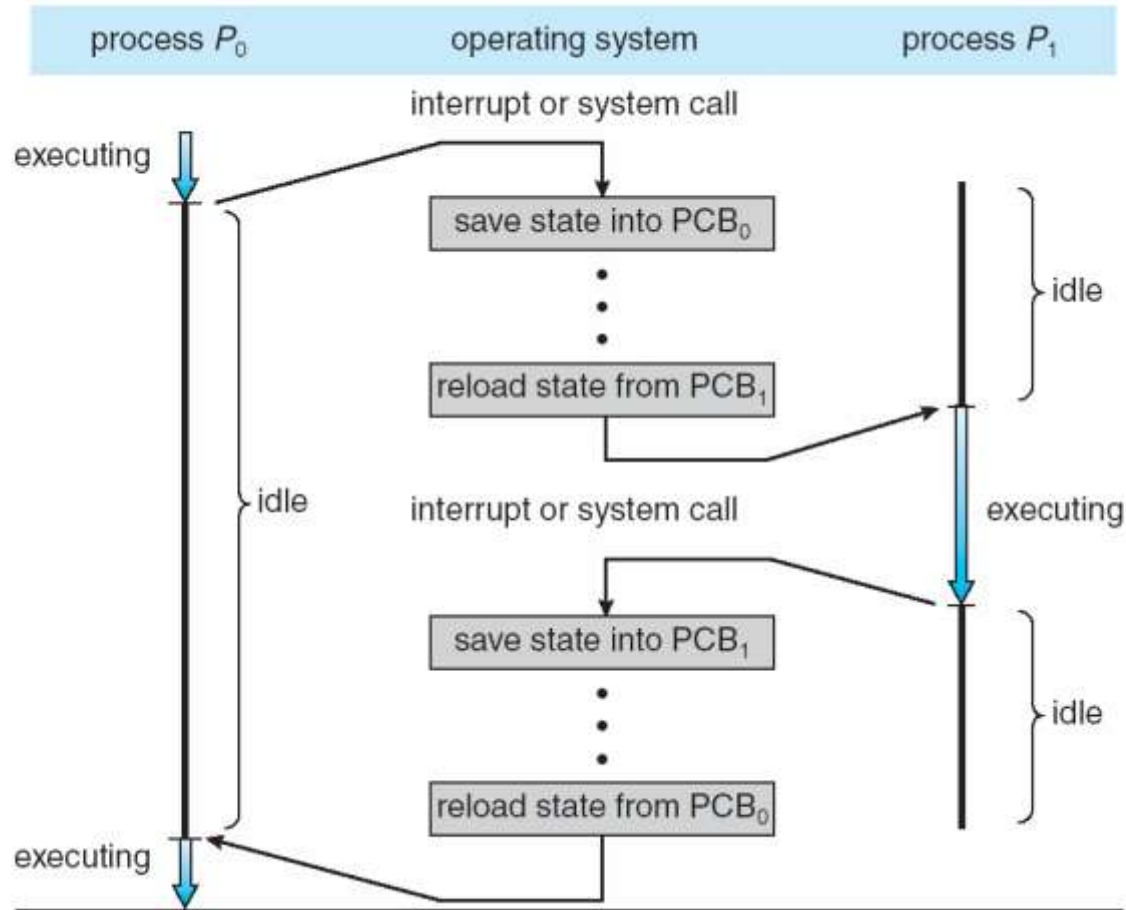 process P₀ operating system process P₁
interrupt or system call
executing
save state into PCB₀
idle
reload state from PCB₁
idle
interrupt or system call
executing
save state into PCB₁
idle
reload state from PCB₀
executing